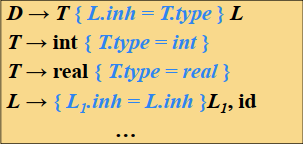 D → T { L.inh = T.type } L
T → int { T.type = int }
T → real { T.type = real }
L → { L₁.inh = L.inh }L₁, id
…